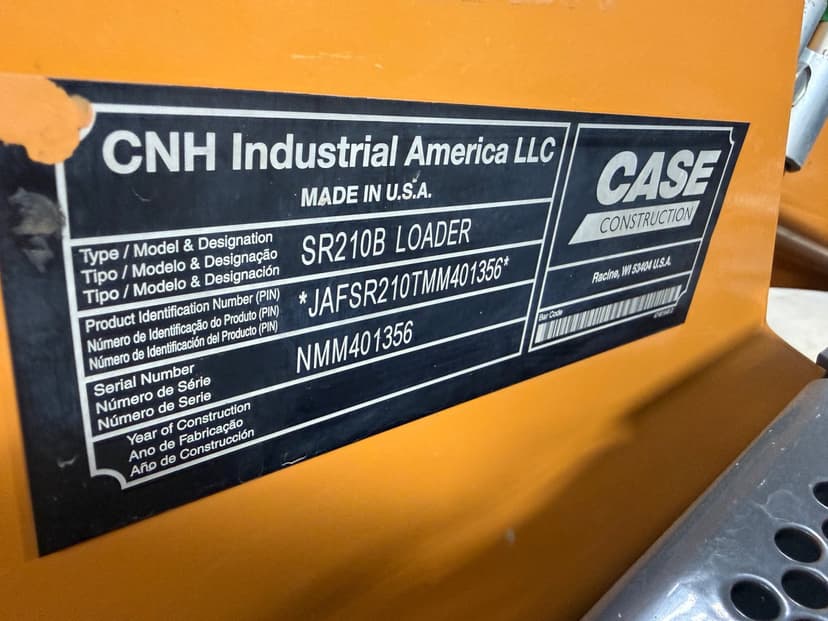 CNH Industrial America LLC
MADE IN U.S.A.
Type / Model & Designation
Tipo / Modelo & Designação
Tipo / Modelo & Designación
SR210B LOADER
Product Identification Number (PIN)
Número de Identificação do Produto (PIN)
Número de Identificación del Producto (PIN)
*JAFSR210TMM401356*
Serial Number
Número de Série
Número de Serie
NMM401356
Year of Construction
Ano de Fabricação
Año de Construcción
CASE
CONSTRUCTION
Racine, WI 53404 U.S.A.
Bar Code